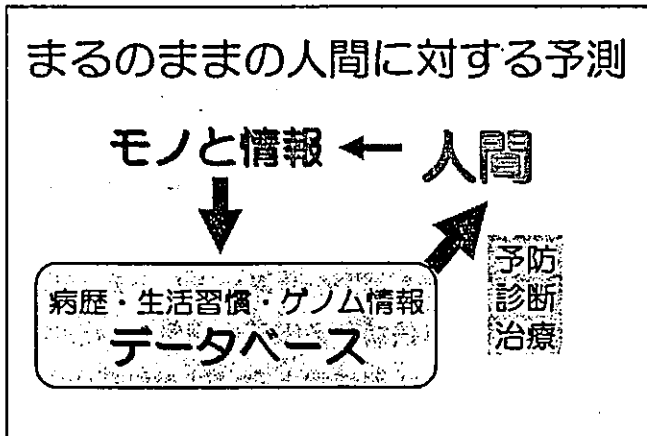 まるのままの人間に対する予測
モノと情報 ← 人間
病歴・生活習慣・ゲノム情報
データベース
予防
診断
治療